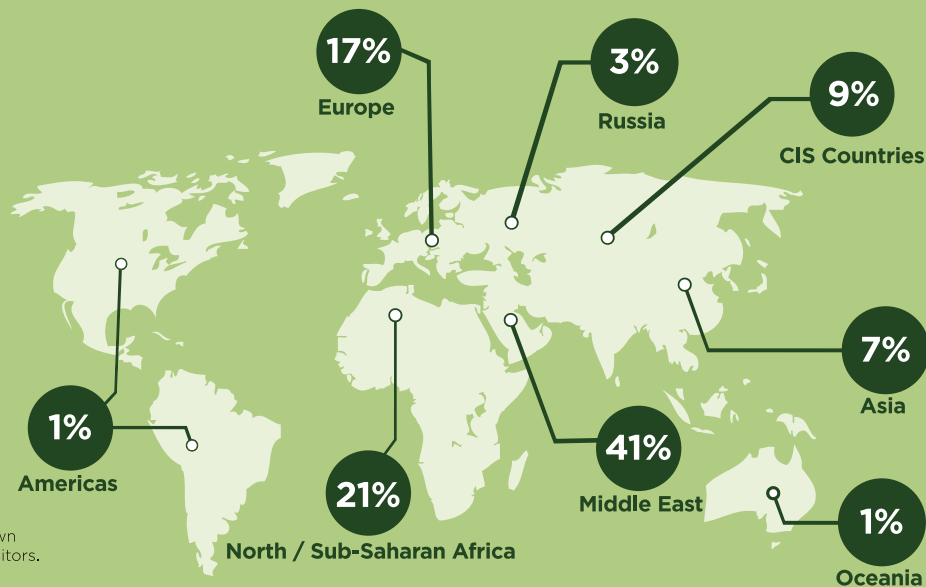 17%
Europe
3%
Russia
9%
CIS Countries
7%
Asia
1%
Americas
21%
North / Sub-Saharan Africa
41%
Middle East
1%
Oceania